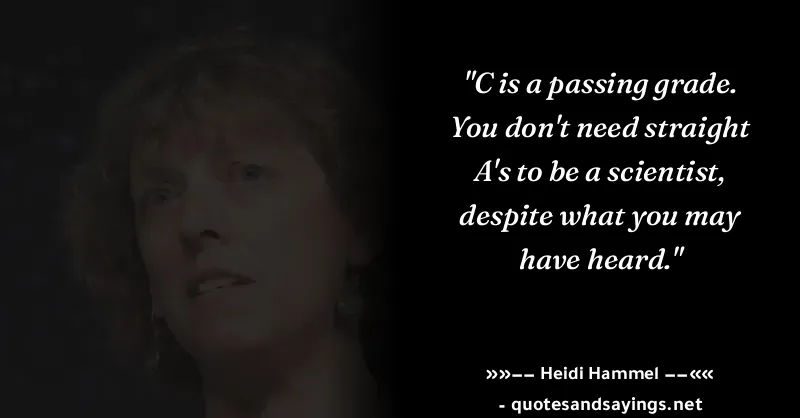 "C is a passing grade.
You don't need straight
A's to be a scientist,
despite what you may
have heard."
»»−− Heidi Hammel −−««
- quotesandsayings.net